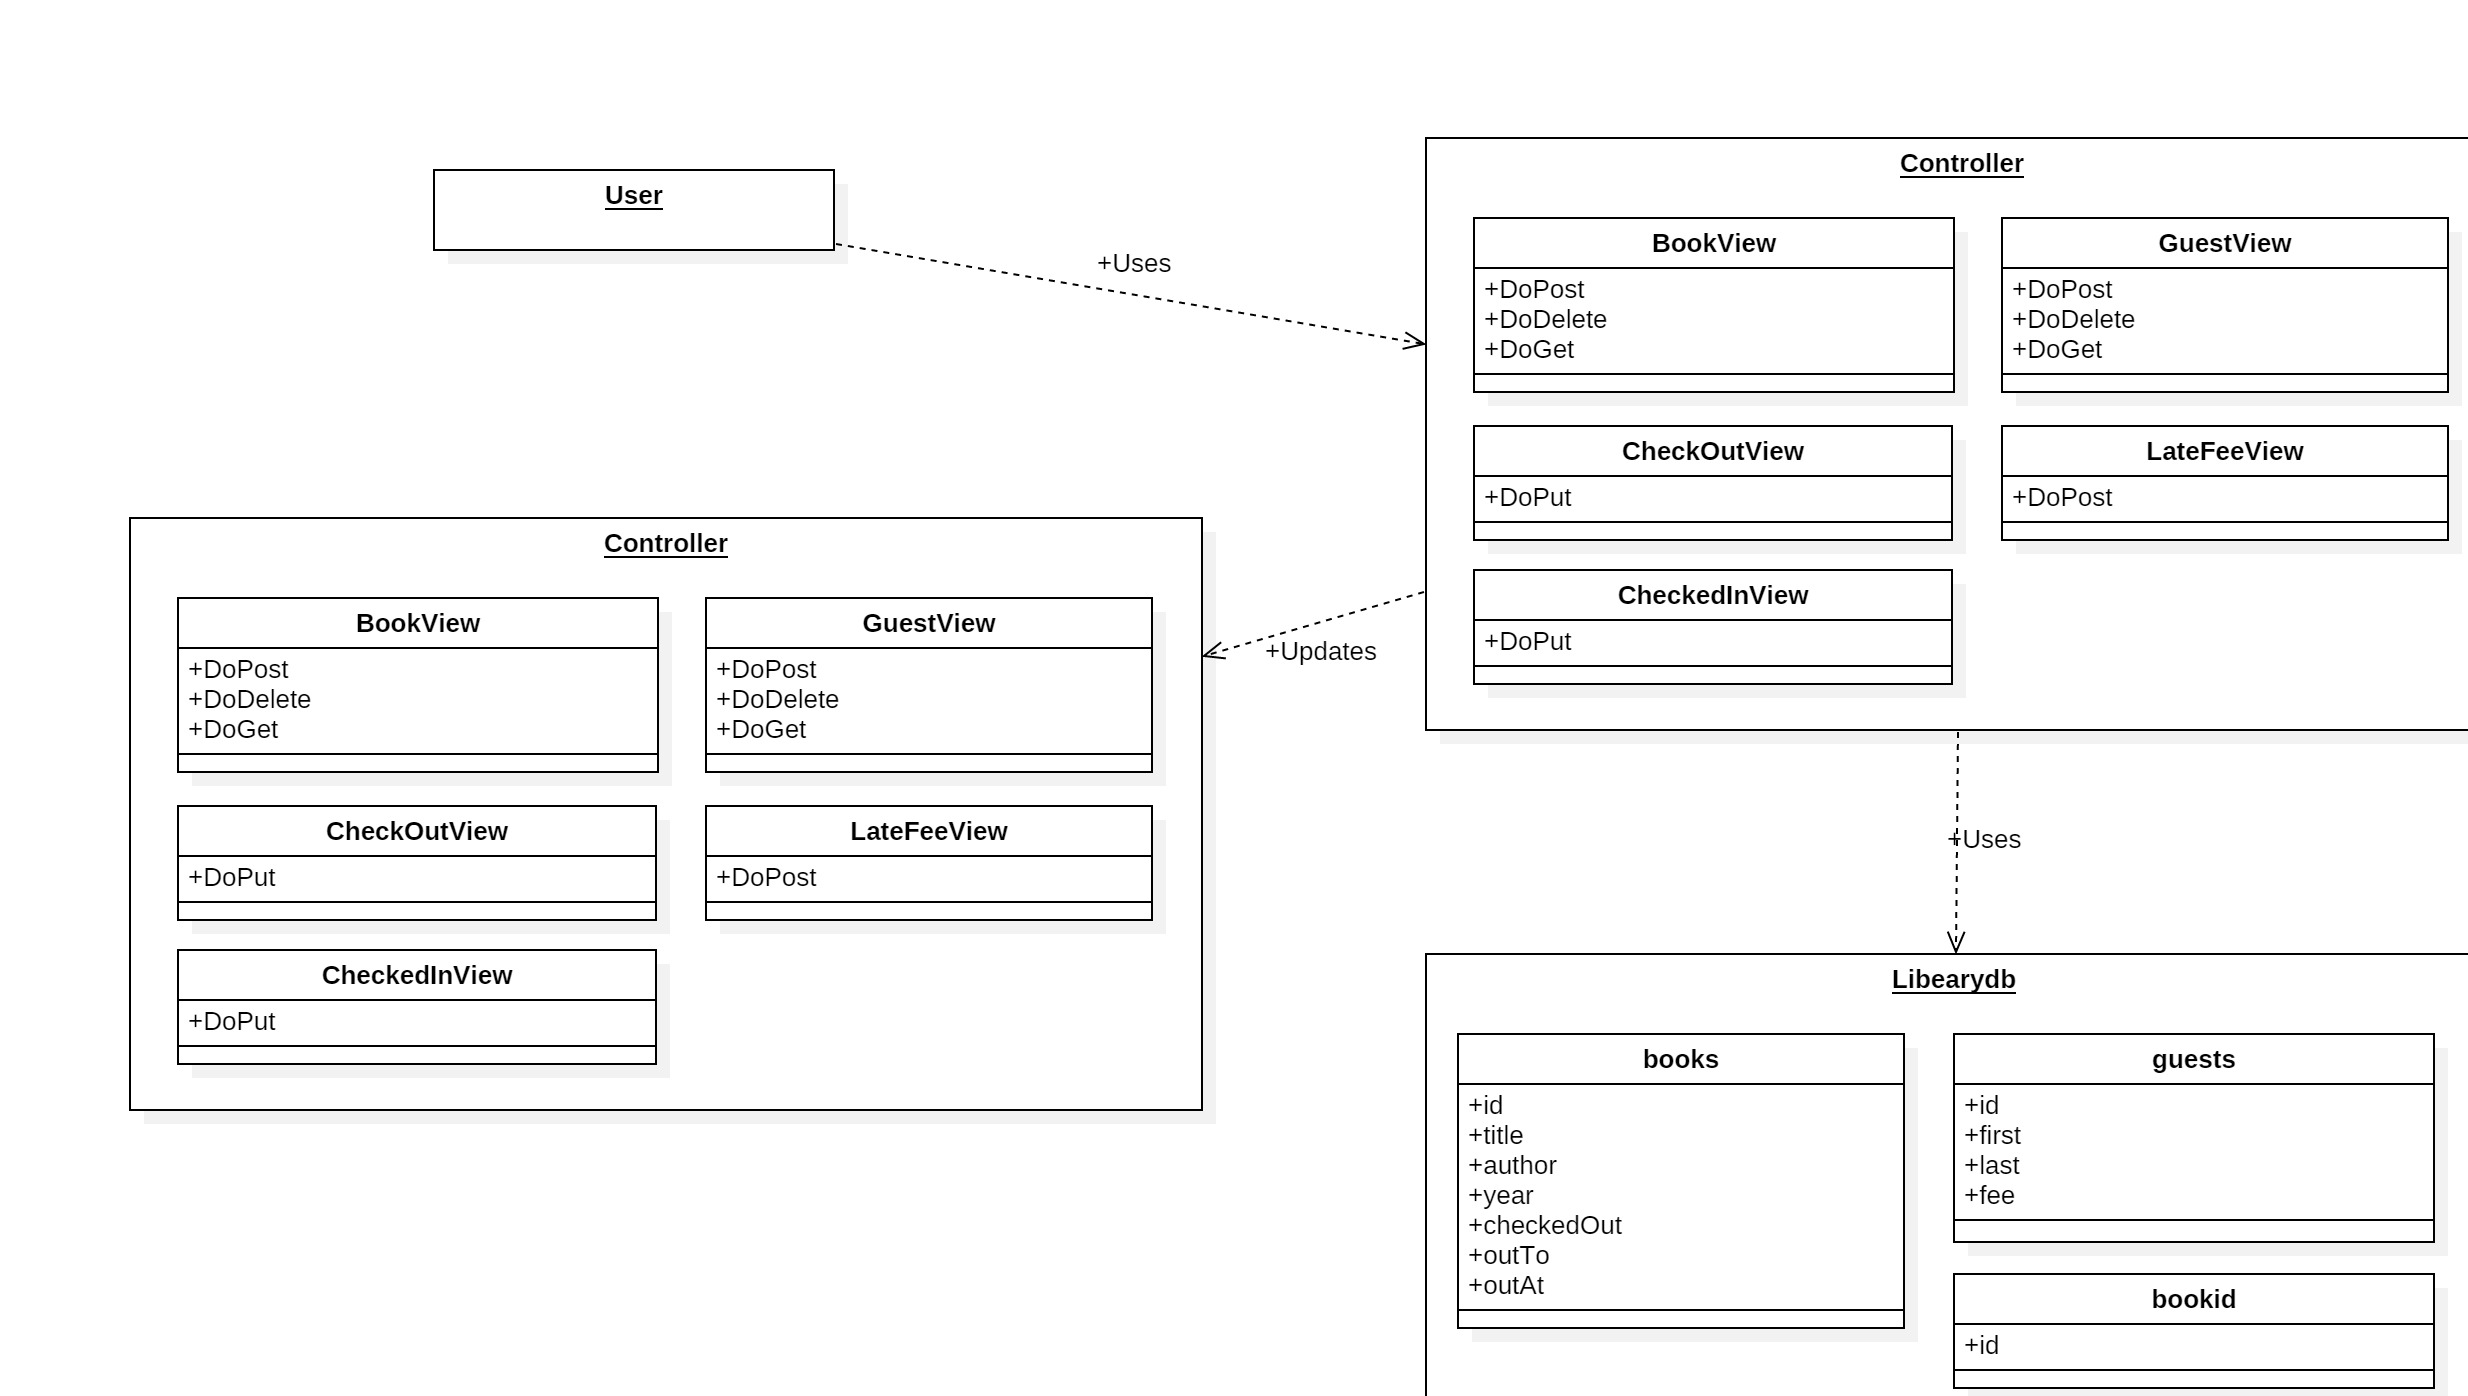 User
+Uses
Controller
BookView
+DoPost
+DoDelete
+DoGet
GuestView
+DoPost
+DoDelete
+DoGet
CheckOutView
+DoPut
LateFeeView
+DoPost
CheckedInView
+DoPut
+Updates
Controller
BookView
+DoPost
+DoDelete
+DoGet
GuestView
+DoPost
+DoDelete
+DoGet
CheckOutView
+DoPut
LateFeeView
+DoPost
CheckedInView
+DoPut
+Uses
Libearydb
books
+id
+title
+author
+year
+checkedOut
+outTo
+outAt
guests
+id
+first
+last
+fee
bookid
+id